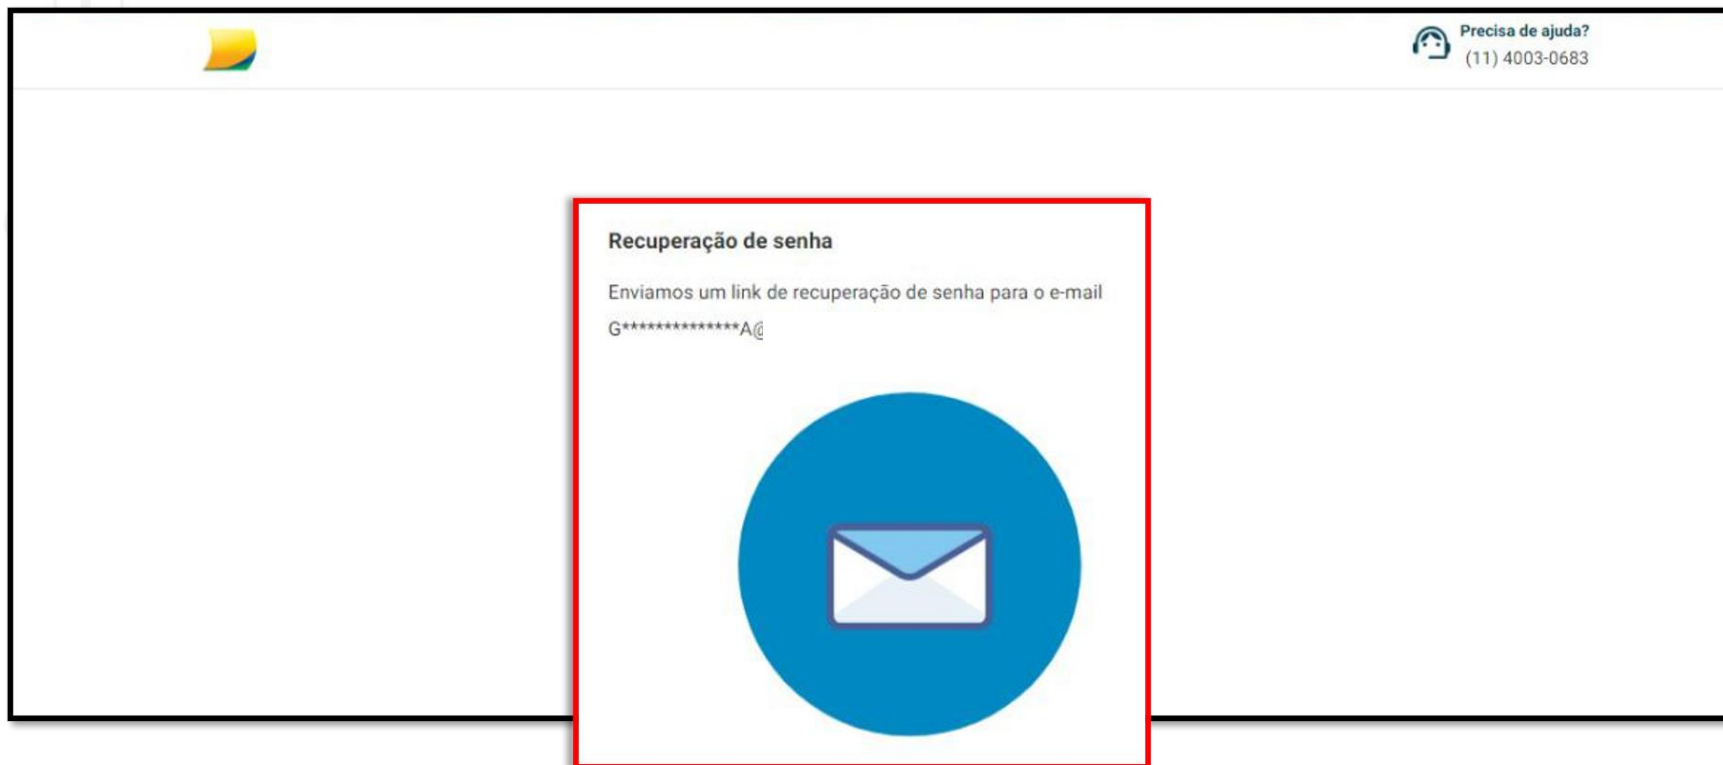 Precisa de ajuda?
(11) 4003-0683
Recuperação de senha
Enviamos um link de recuperação de senha para o e-mail
G**************A@